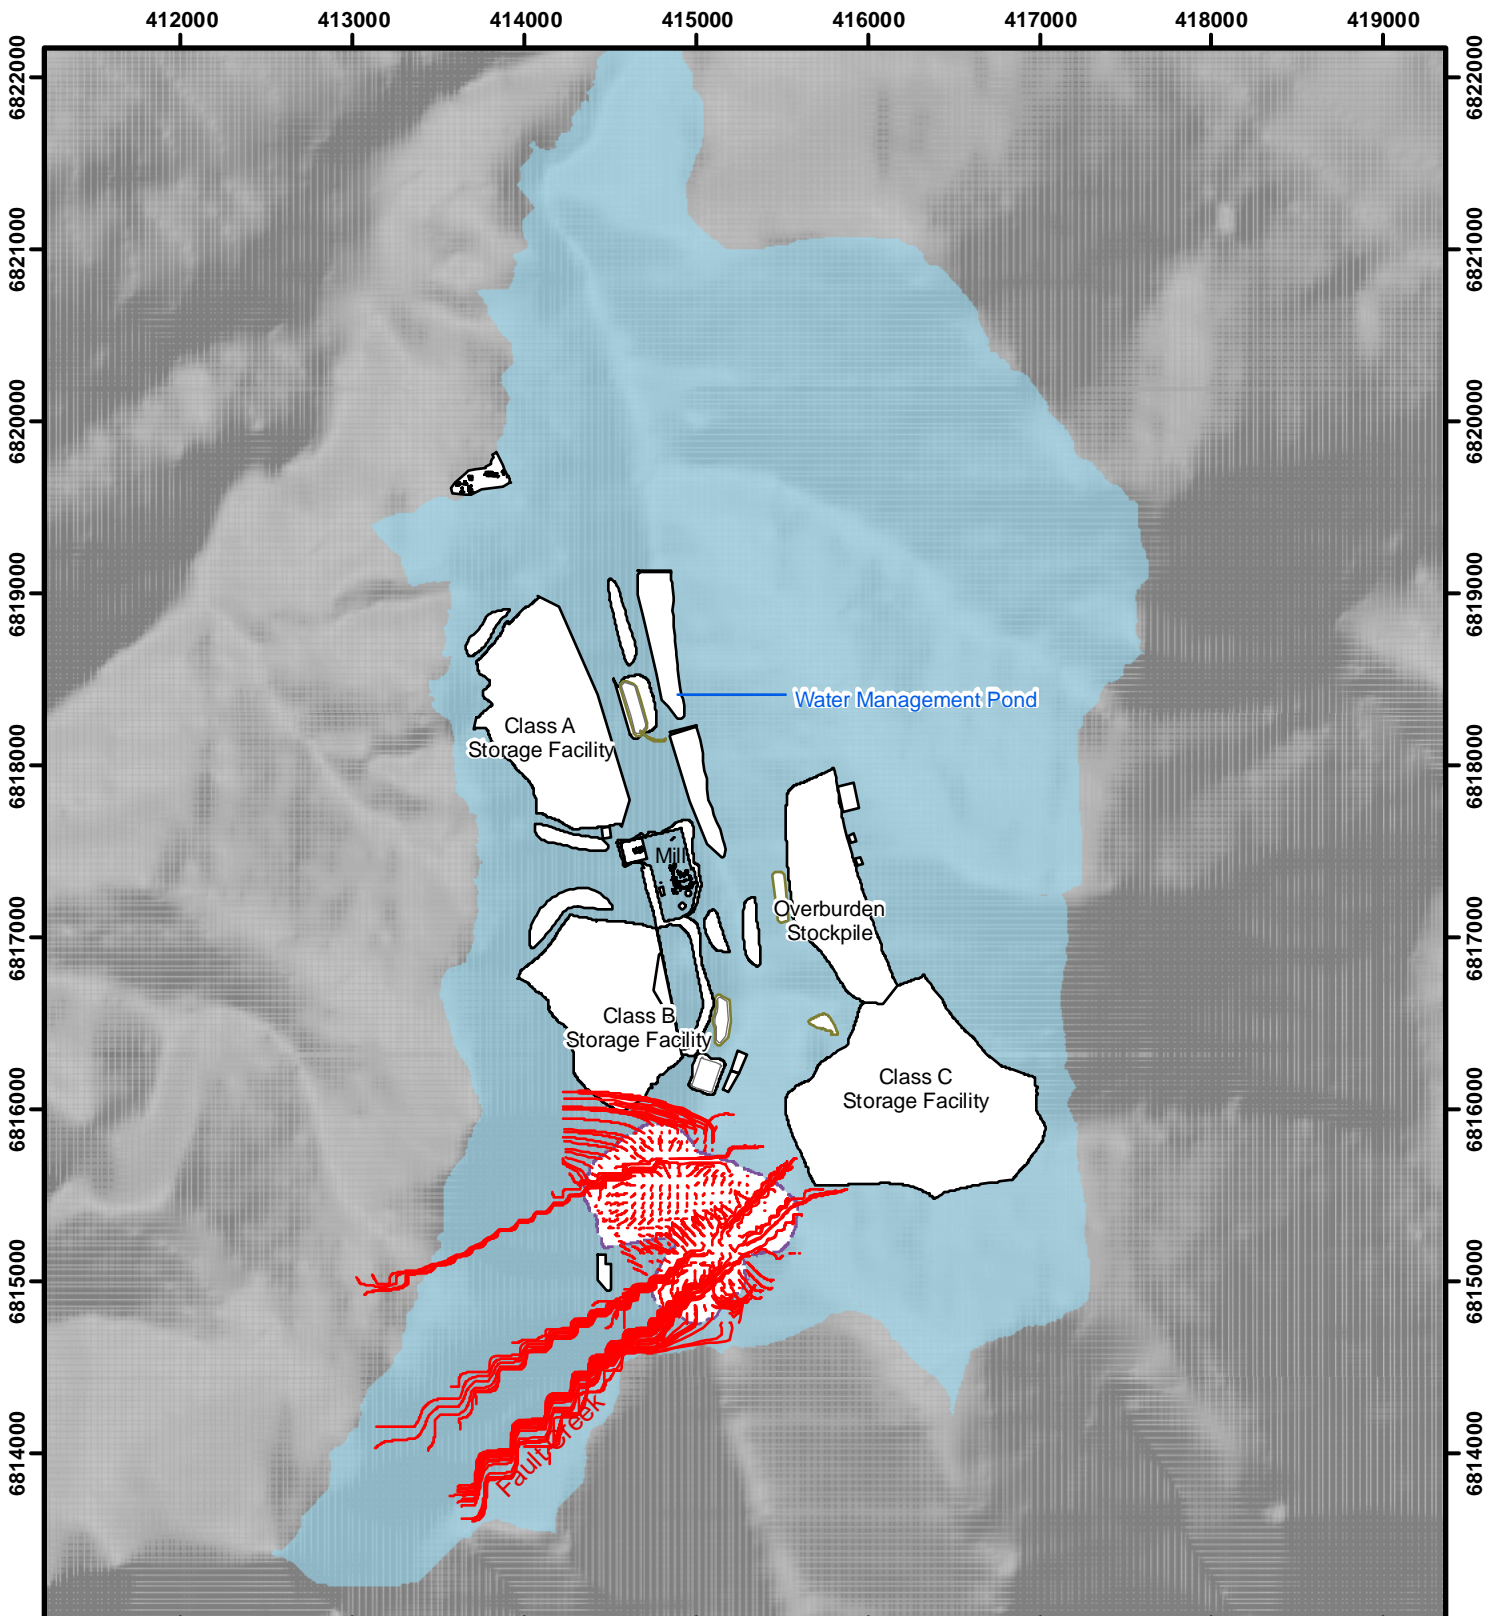 412000 413000 414000 415000 416000 417000 418000 419000
6822000 6822000
6821000 6821000
6820000 6820000
6819000 6819000
Water Management Pond
Class A
Storage Facility
6818000 6818000
Mill
Overburden
Stockpile
6817000 6817000
Class B
Storage Facility
Class C
Storage Facility
6816000 6816000
6815000 6815000
Fault Creek
6814000 6814000